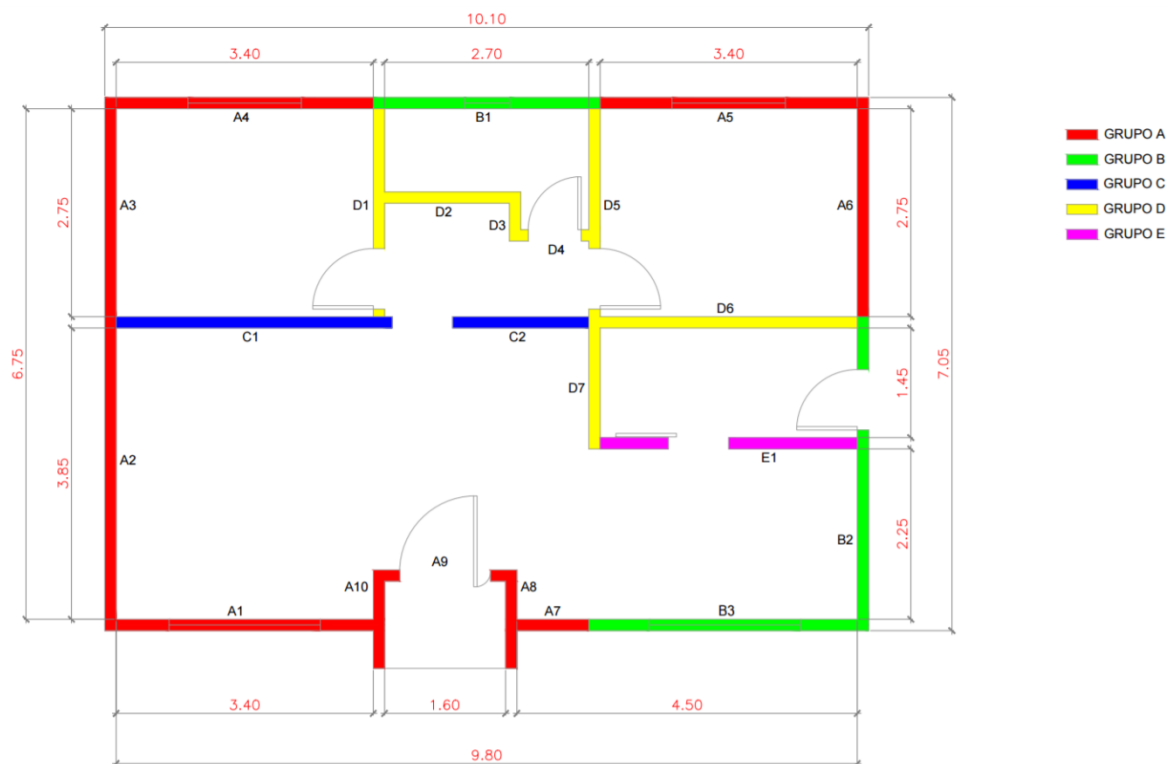 10.10
3.40
2.70
3.40
A4
B1
A5
GRUPO A
GRUPO B
GRUPO C
GRUPO D
GRUPO E
2.75
A3
D1
D2
D3
D4
D5
A6
2.75
D6
C1
C2
6.75
7.05
1.45
D7
3.85
A2
E1
B2
2.25
A9
A10
A8
A1
A7
B3
3.40
1.60
4.50
9.80